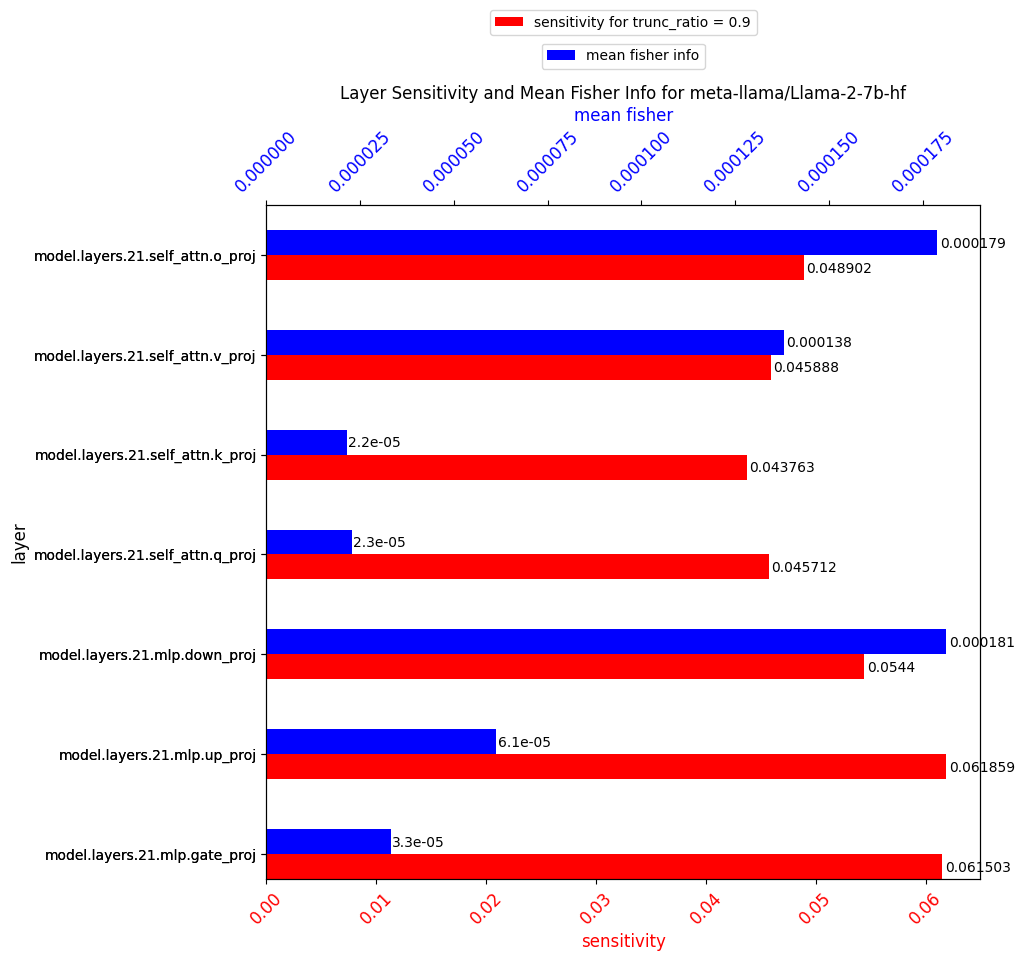 sensitivity for trunc_ratio = 0.9
mean fisher info
Layer Sensitivity and Mean Fisher Info for meta-llama/Llama-2-7b-hf
mean fisher
0.000000 0.000025 0.000050 0.000075 0.000100 0.000125 0.000150 0.000175
layer
model.layers.21.self_attn.o_proj
0.000179
0.048902
model.layers.21.self_attn.v_proj
0.000138
0.045888
model.layers.21.self_attn.k_proj
2.2e-05
0.043763
model.layers.21.self_attn.q_proj
2.3e-05
0.045712
model.layers.21.mlp.down_proj
0.000181
0.0544
model.layers.21.mlp.up_proj
6.1e-05
0.061859
model.layers.21.mlp.gate_proj
3.3e-05
0.061503
0.00 0.01 0.02 0.03 0.04 0.05 0.06
sensitivity